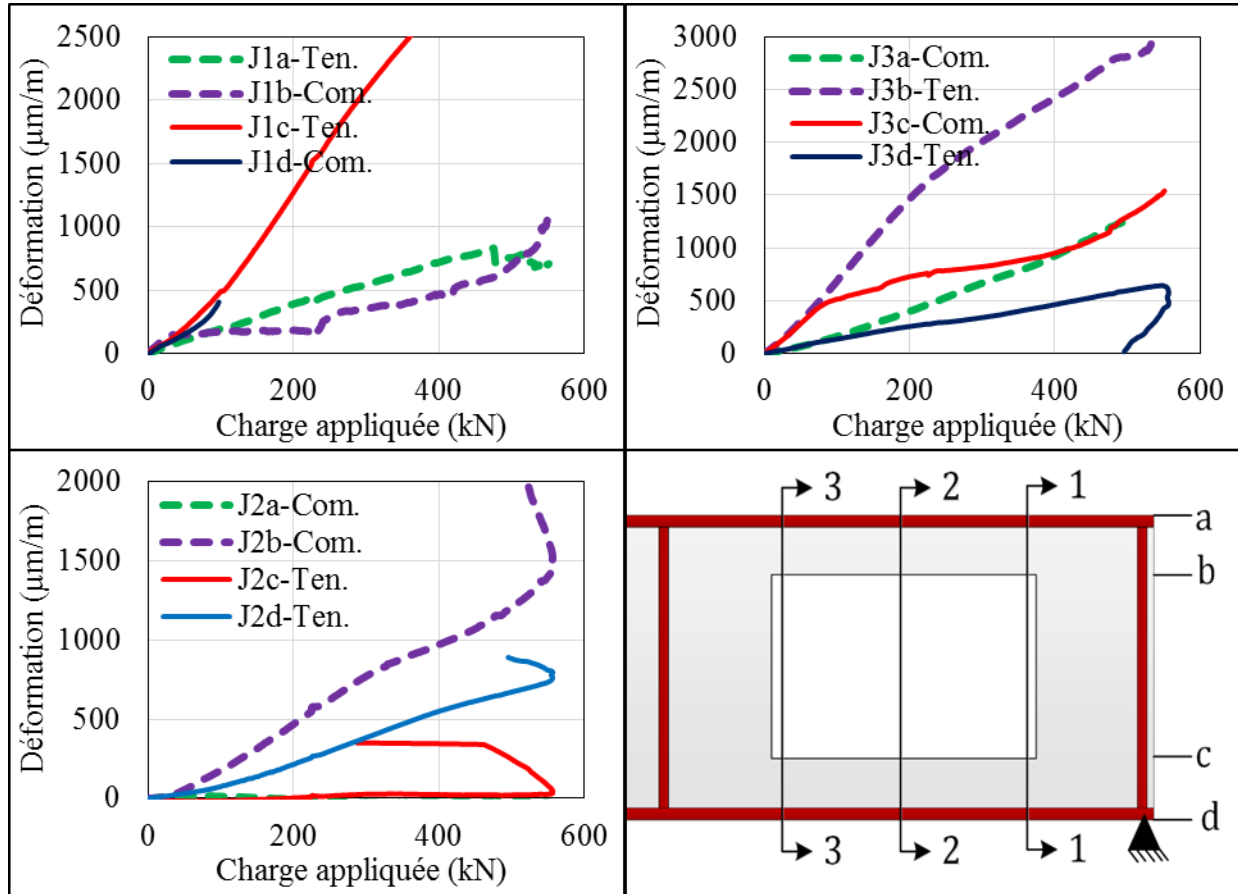 2500
2000
1500
1000
500
0
Déformation (µm/m)
J1a-Ten.
J1b-Com.
J1c-Ten.
J1d-Com.
0 200 400 600
Charge appliquée (kN)
3000
2500
2000
1500
1000
500
0
Déformation (µm/m)
J3a-Com.
J3b-Ten.
J3c-Com.
J3d-Ten.
0 200 400 600
Charge appliquée (kN)
2000
1500
1000
500
0
Déformation (µm/m)
J2a-Com.
J2b-Com.
J2c-Ten.
J2d-Ten.
0 200 400 600
Charge appliquée (kN)
3 2 1
a
b
c
d
3 2 1